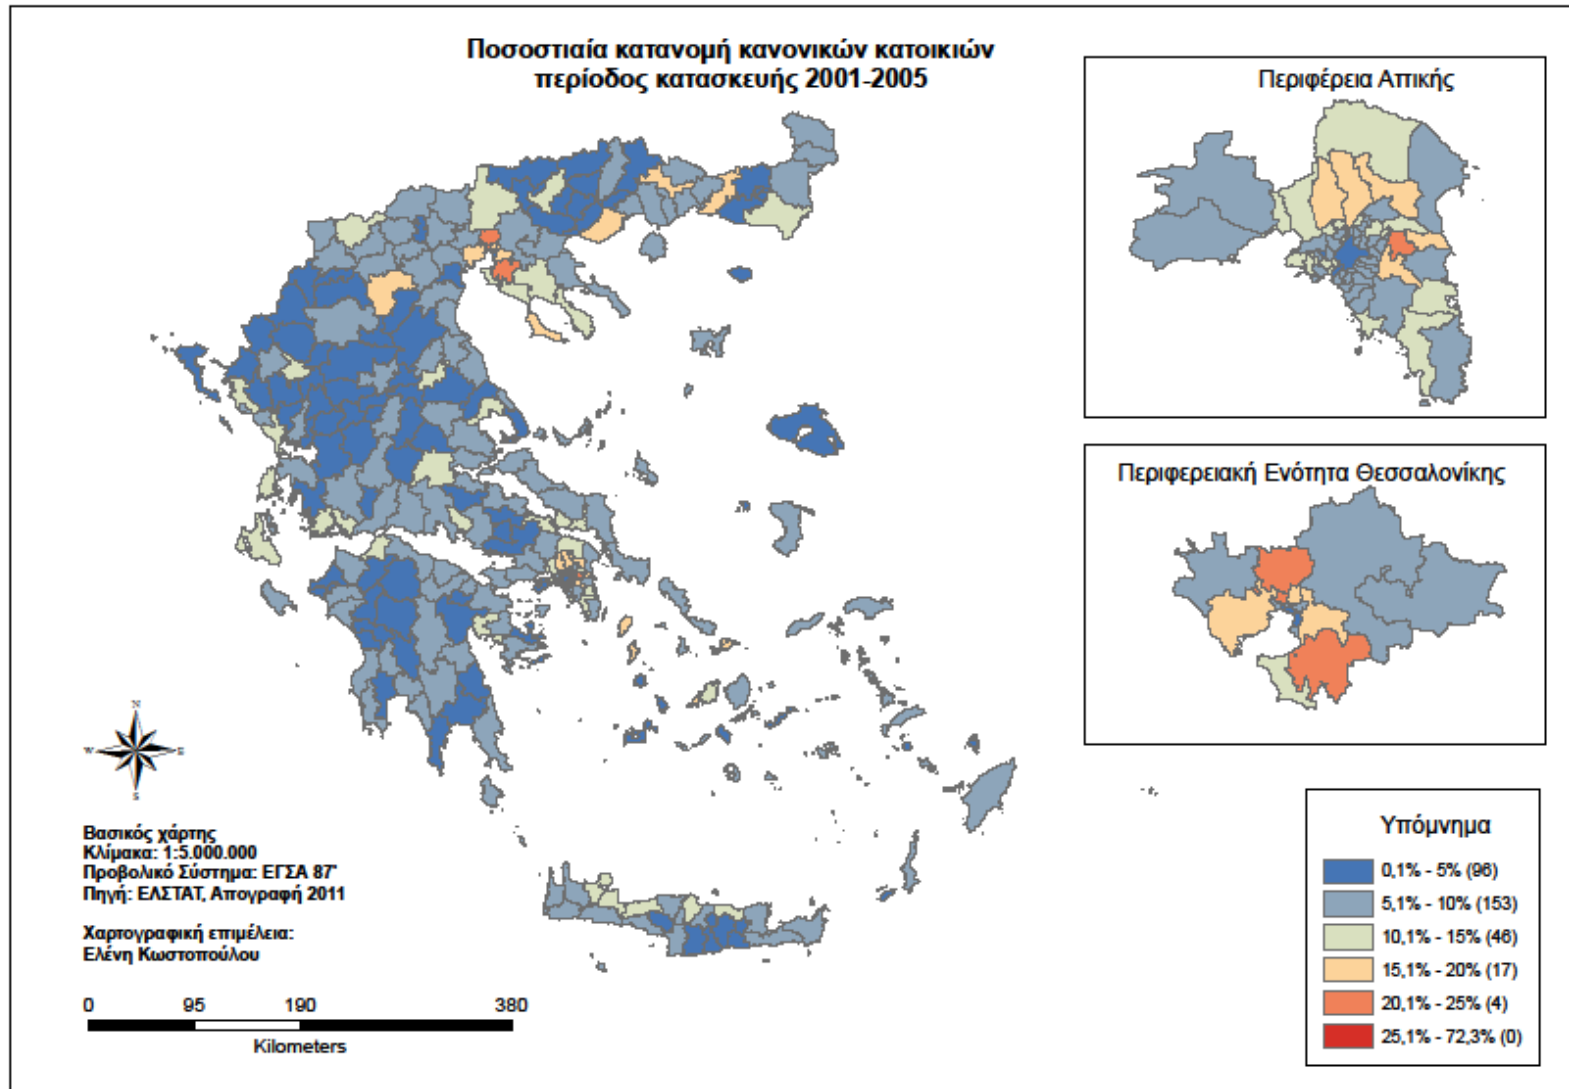 Ποσοστιαία κατανομή κανονικών κατοικιών
περίοδος κατασκευής 2001-2005
Περιφέρεια Αττικής
Περιφερειακή Ενότητα Θεσσαλονίκης
N
W
E
S
Βασικός χάρτης
Κλίμακα: 1:5.000.000
Προβολικό Σύστημα: ΕΓΣΑ 87'
Πηγή: ΕΛΣΤΑΤ, Απογραφή 2011
Χαρτογραφική επιμέλεια:
Ελένη Κωστοπούλου
0 95 190 380
Kilometers
Υπόμνημα
0,1% - 5% (96)
5,1% - 10% (153)
10,1% - 15% (46)
15,1% - 20% (17)
20,1% - 25% (4)
25,1% - 72,3% (0)